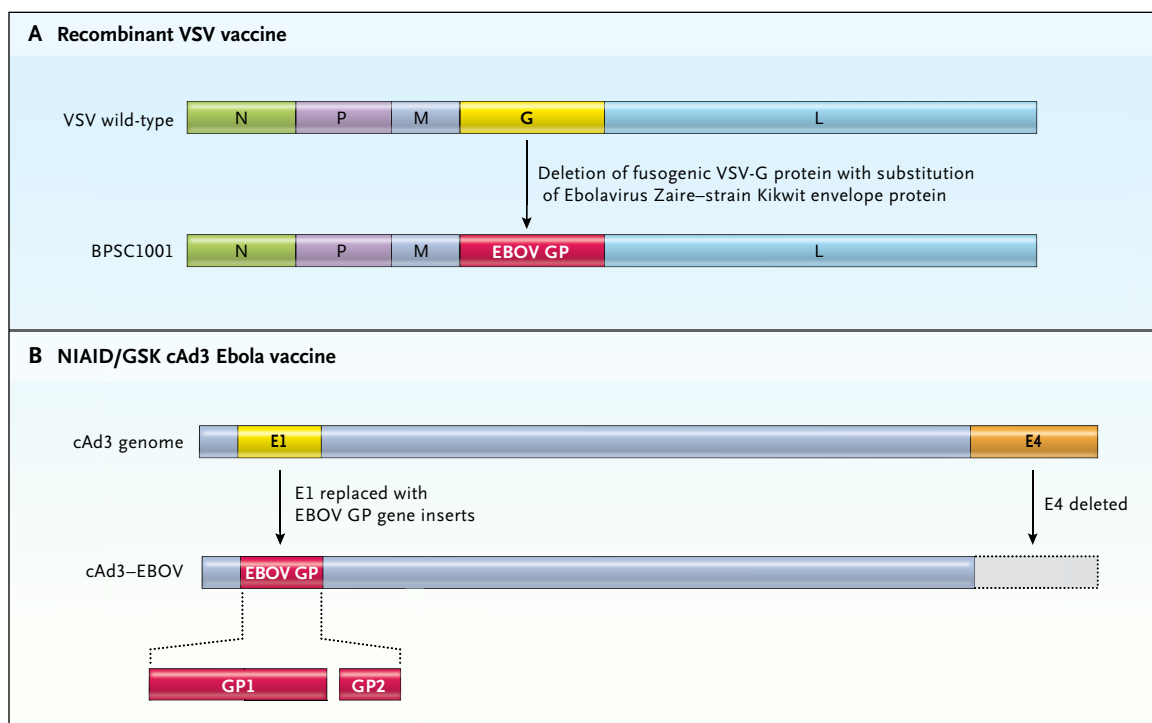 A Recombinant VSV vaccine
VSV wild-type N P M G L
Deletion of fusogenic VSV-G protein with substitution
of Ebolavirus Zaire–strain Kikwit envelope protein
BPSC1001 N P M EBOV GP L
B NIAID/GSK cAd3 Ebola vaccine
cAd3 genome E1 E4
E1 replaced with
EBOV GP gene inserts
E4 deleted
cAd3–EBOV EBOV GP
GP1 GP2